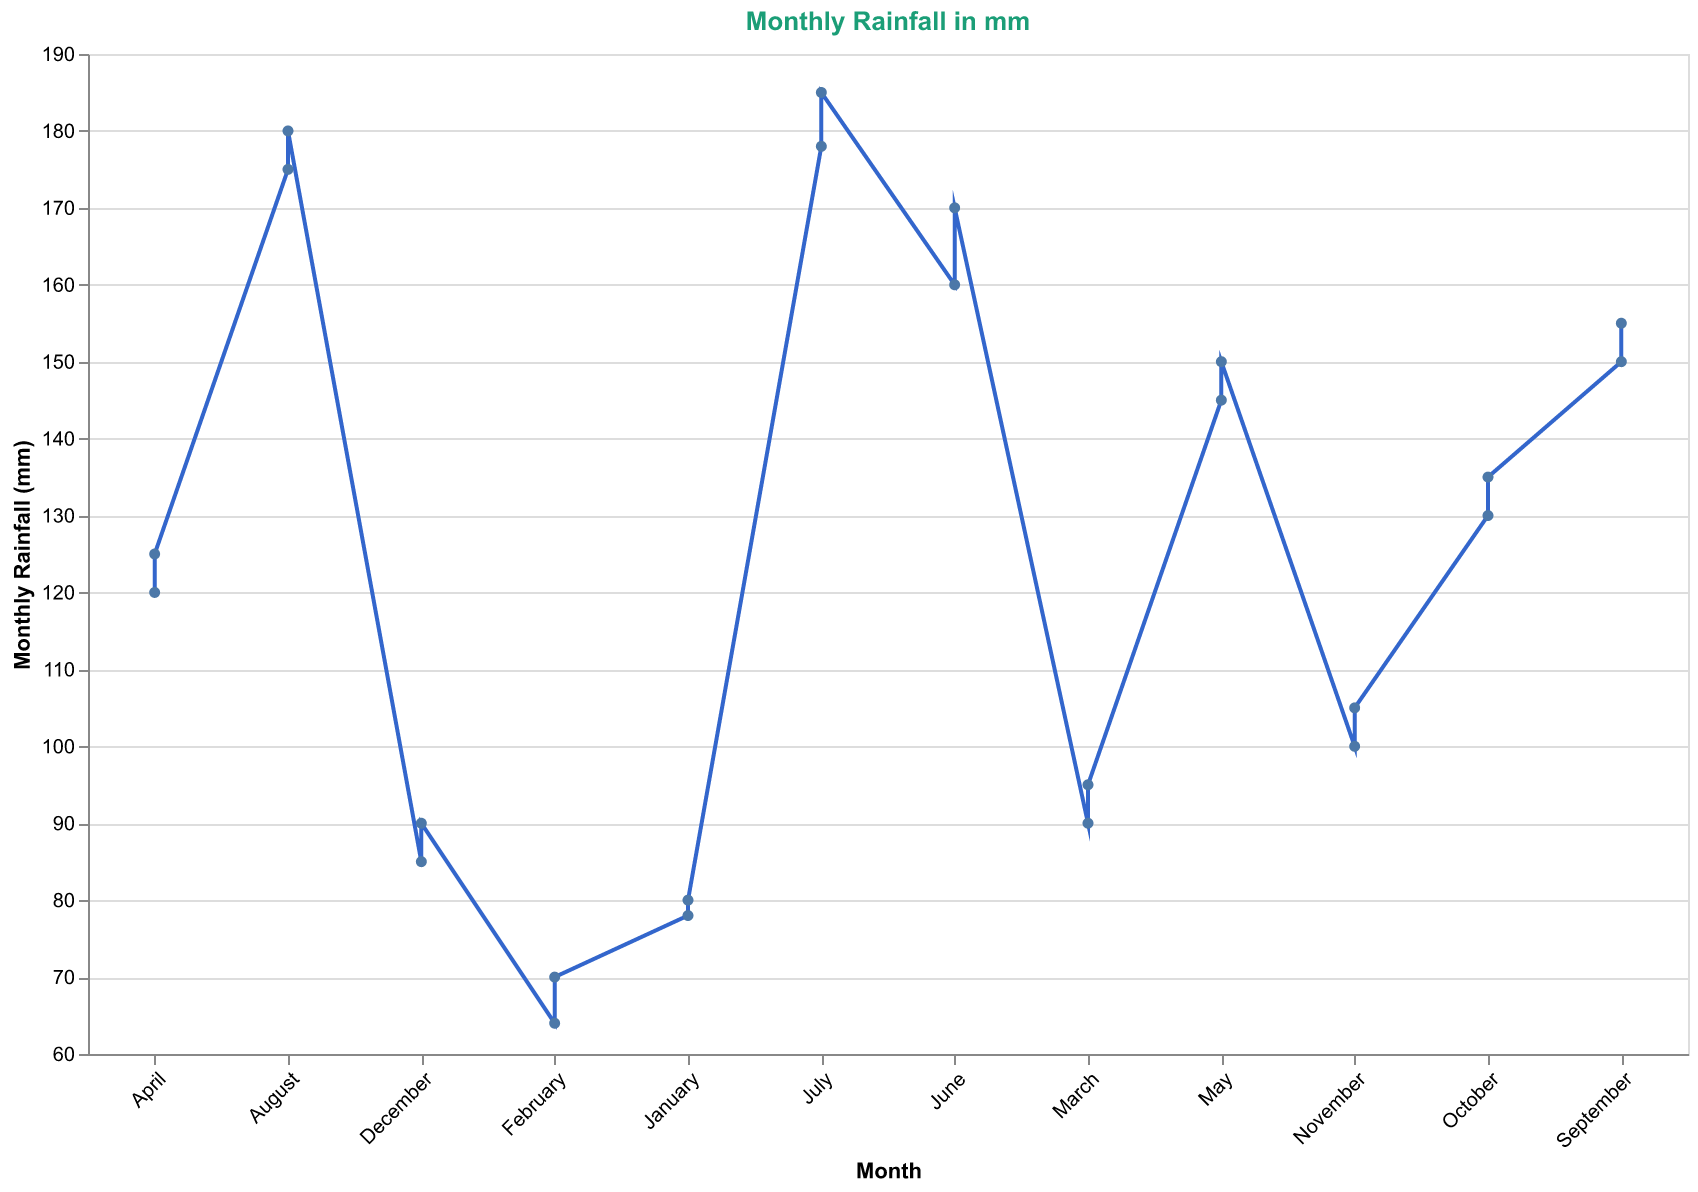 Monthly Rainfall in mm
190
180
170
160
150
140
130
120
110
100
90
80
70
60
Monthly Rainfall (mm)
April
August
December
February
January
July
June
March
May
November
October
September
Month